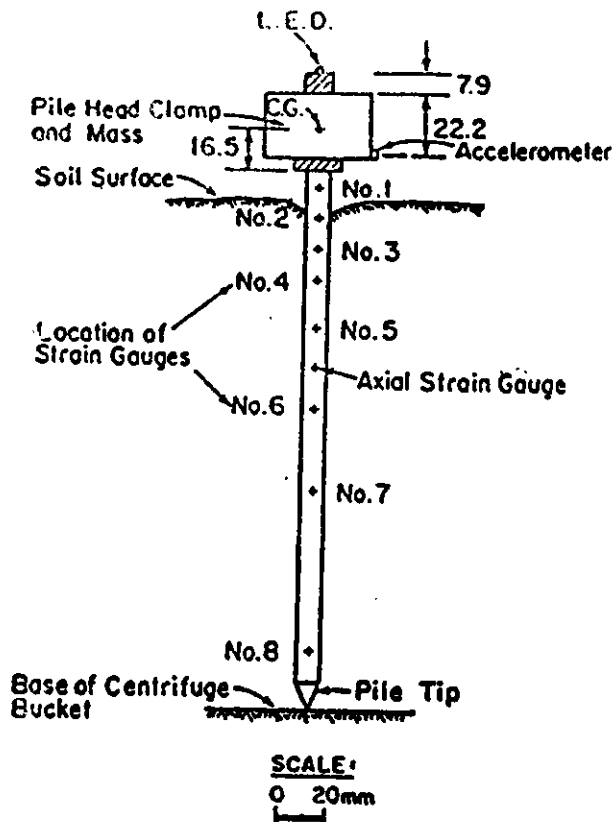 L.E.D.
7.9
C.G.
Pile Head Clamp
and Mass
22.2
16.5
Accelerometer
Soil Surface
No.1
No.2
No.3
No.4
Location of
Strain Gauges
No.5
Axial Strain Gauge
No.6
No.7
No.8
Base of Centrifuge
Bucket
Pile Tip
SCALE:
0 20mm